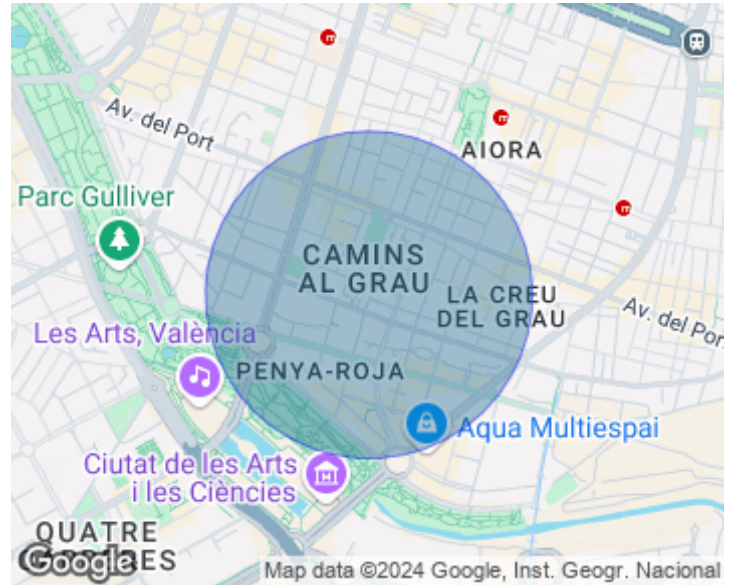 Av. del Port
AIORA
Parc Gulliver
CAMINS
AL GRAU
LA CREU
DEL GRAU
Av. del Por
Les Arts, València
PENYA-ROJA
Aqua Multiespai
Ciutat de les Arts
i les Ciències
QUATRE
Google
Map data ©2024 Google, Inst. Geogr. Nacional